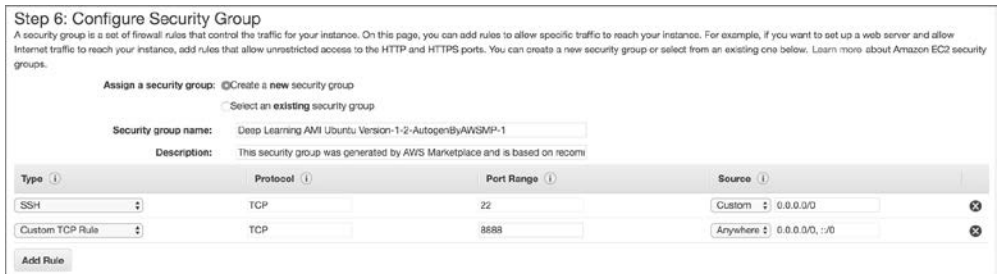 Step 6: Configure Security Group
A security group is a set of firewall rules that control the traffic for your instance. On this page, you can add rules to allow specific traffic to reach your instance. For example, if you want to set up a web server and allow
Internet traffic to reach your instance, add rules that allow unrestricted access to the HTTP and HTTPS ports. You can create a new security group or select from an existing one below. Learn more about Amazon EC2 security
groups.
Assign a security group: Create a new security group
Select an existing security group
Security group name: Deep Learning AMI Ubuntu Version-1-2-AutogenByAWSMP-1
Description: This security group was generated by AWS Marketplace and is based on recom
Type i Protocol i Port Range i Source i
SSH TCP 22 Custom 0.0.0.0/0
Custom TCP Rule TCP 8888 Anywhere 0.0.0.0/0, ::/0
Add Rule